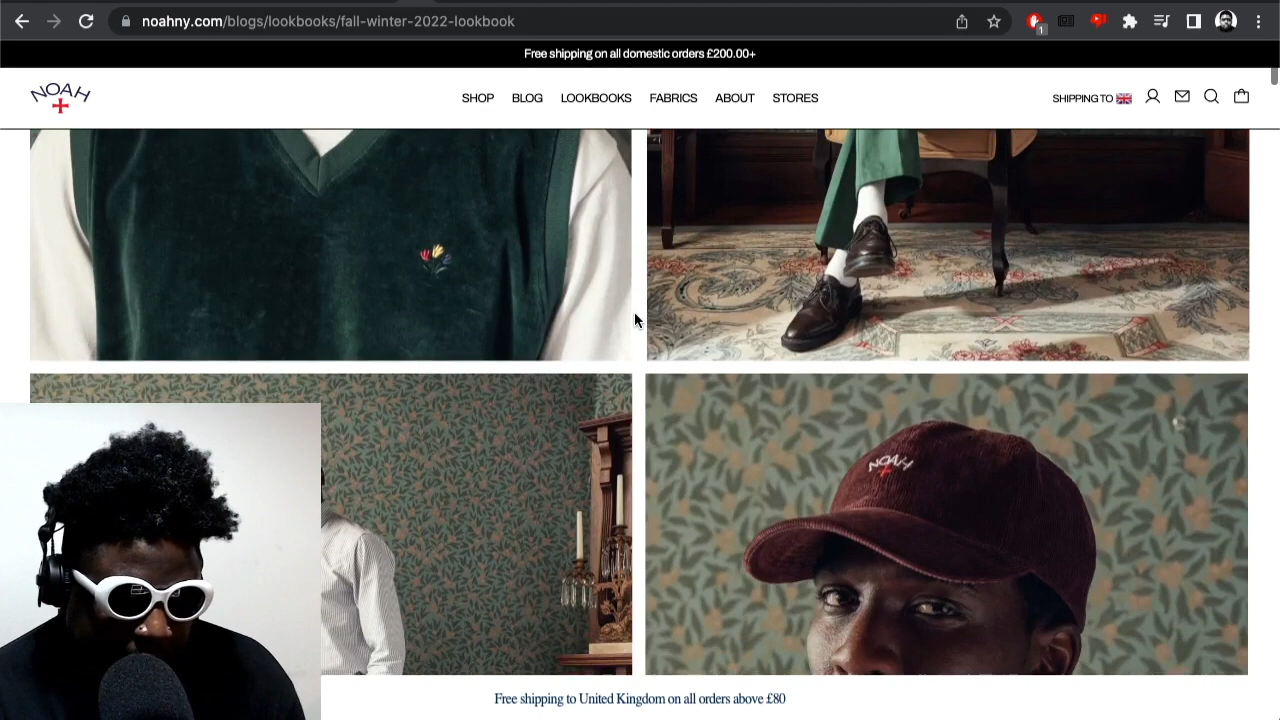 noahny.com/blogs/lookbooks/fall-winter-2022-lookbook
1
Free shipping on all domestic orders £200.00+
NOAH
SHOP BLOG LOOKBOOKS FABRICS ABOUT STORES
SHIPPING TO
NOAH
Free shipping to United Kingdom on all orders above £80